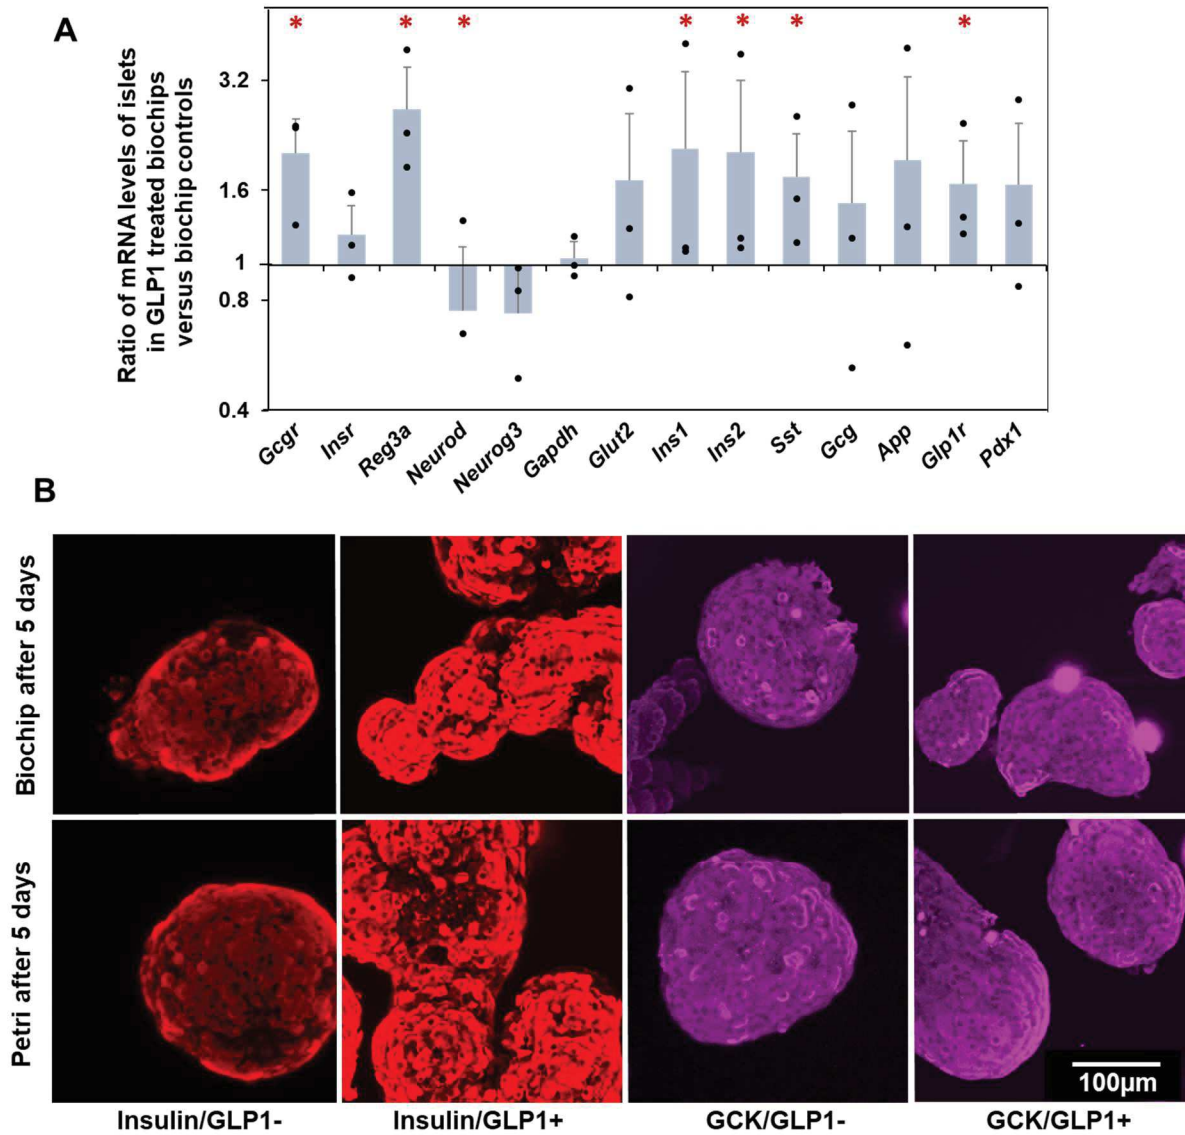 A
* * * * * * *
Ratio of mRNA levels of islets
in GLP1 treated biochips
versus biochip controls
3.2
1.6
1
0.8
0.4
Gcgr
Insr
Reg3a
Neurod
Neurog3
Gapdh
Glut2
Ins1
Ins2
Sst
Gcg
App
Glp1r
Pdx1
B
Biochip after 5 days
Petri after 5 days
100µm
Insulin/GLP1-
Insulin/GLP1+
GCK/GLP1-
GCK/GLP1+